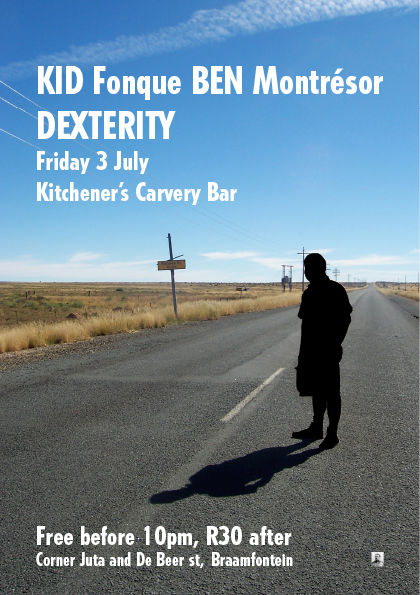 KID Fonque BEN Montrésor
DEXTERITY
Friday 3 July
Kitchener's Carvery Bar
Free before 10pm, R30 after
Corner Juta and De Beer st, Braamfontein